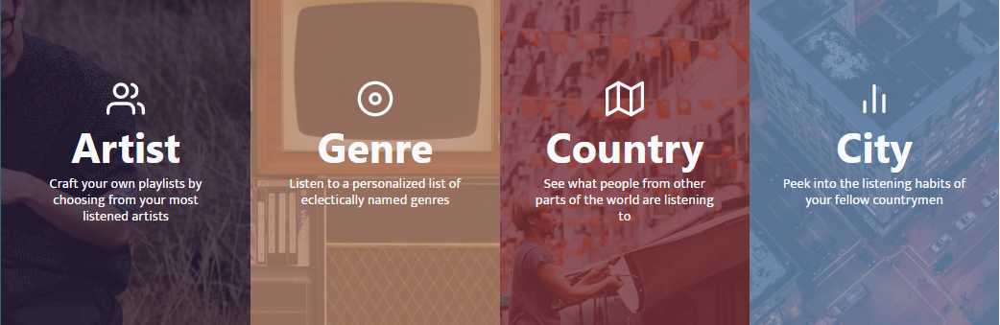 Artist
Craft your own playlists by
choosing from your most
listened artists
Genre
Listen to a personalized list of
eclectically named genres
Country
See what people from other
parts of the world are listening
to
City
Peek into the listening habits of
your fellow countrymen